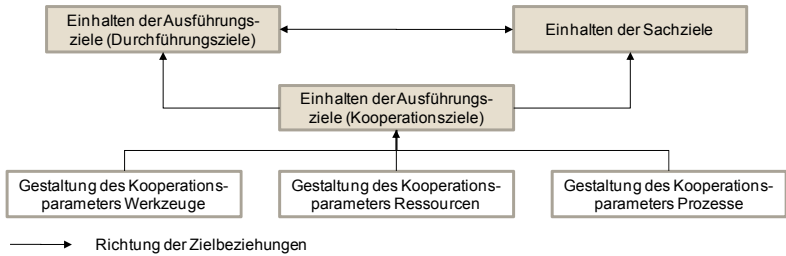 Einhalten der Ausführungs-
ziele (Durchführungsziele)
Einhalten der Sachziele
Einhalten der Ausführungs-
ziele (Kooperationsziele)
Gestaltung des Kooperations-
parameters Werkzeuge
Gestaltung des Kooperations-
parameters Ressourcen
Gestaltung des Kooperations-
parameters Prozesse
Richtung der Zielbeziehungen